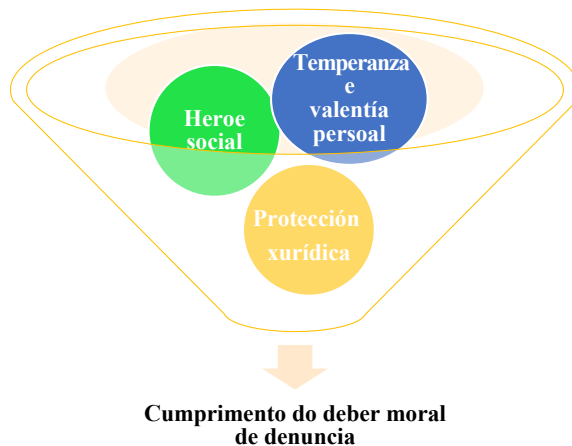 Heroe
social
Temperanza
e
valentía
persoal
Protección
xurídica
Cumprimento do deber moral
de denuncia